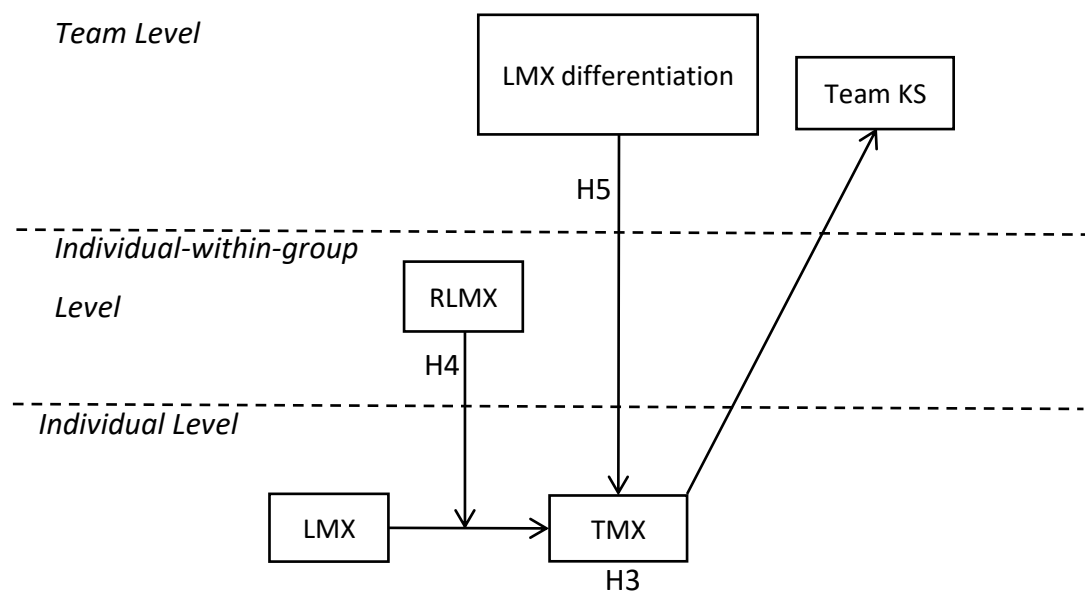 Team Level
LMX differentiation
Team KS
H5
Individual-within-group
Level
RLMX
H4
Individual Level
LMX
TMX
H3